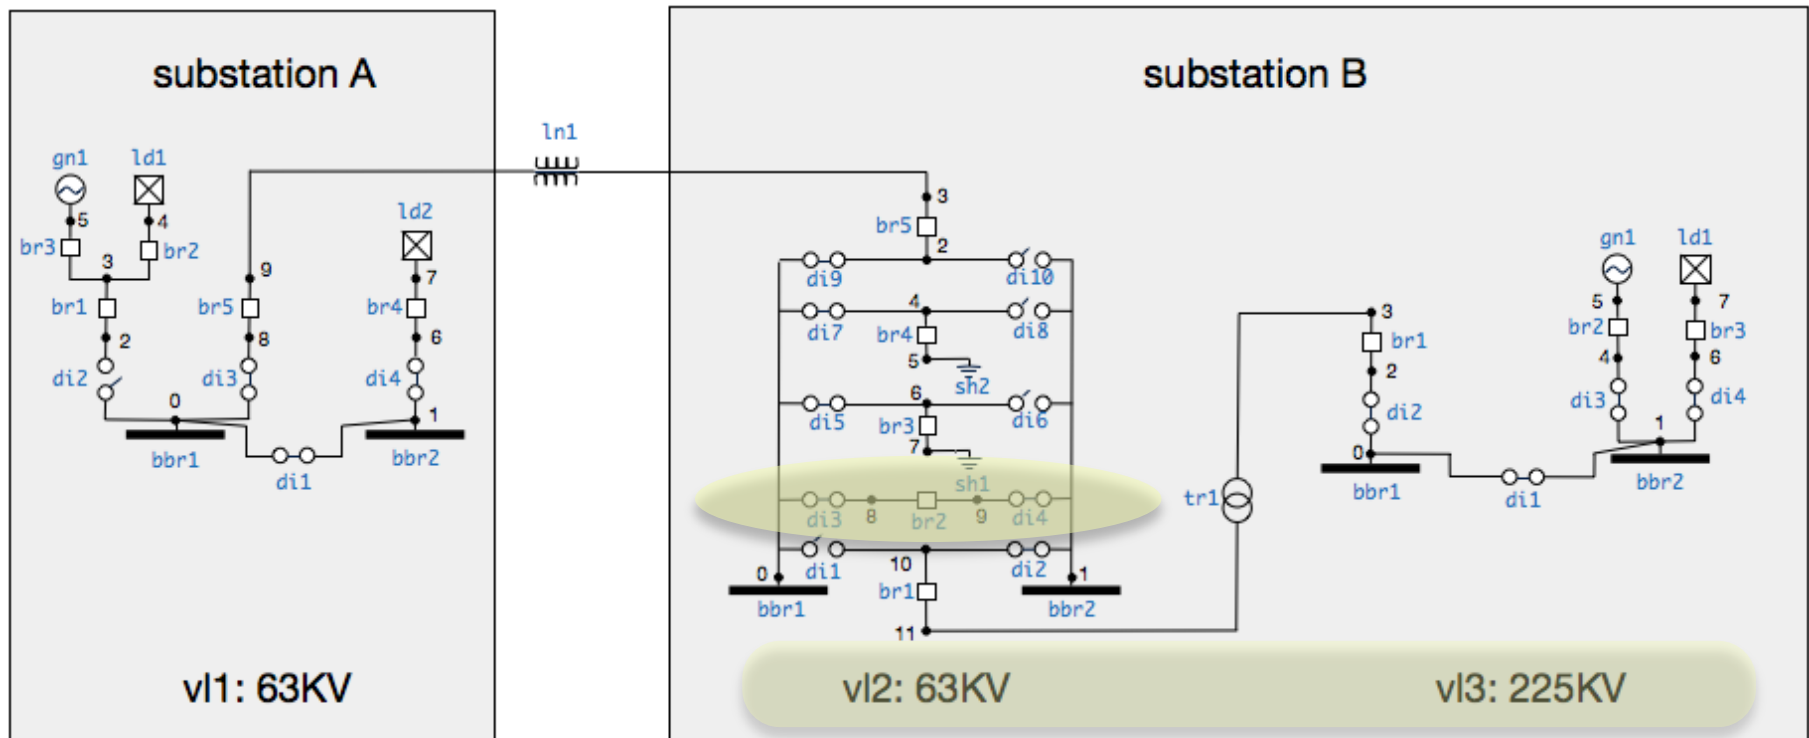 substation A
substation B
ln1
gn1
ld1
ld2
5
4
br3
br2
3
br1
2
di2
9
br5
8
di3
7
br4
6
di4
0
1
bbr1
di1
bbr2
vl1: 63KV
3
br5
2
di9
di10
4
di7
di8
br4
5
sh2
6
di5
di6
br3
7
sh1
di3
8
br2
9
di4
10
di1
di2
0
1
br1
bbr1
bbr2
11
tr1
3
br1
2
di2
0
bbr1
di1
gn1
ld1
5
7
br2
br3
4
6
di3
di4
1
bbr2
vl2: 63KV
vl3: 225KV